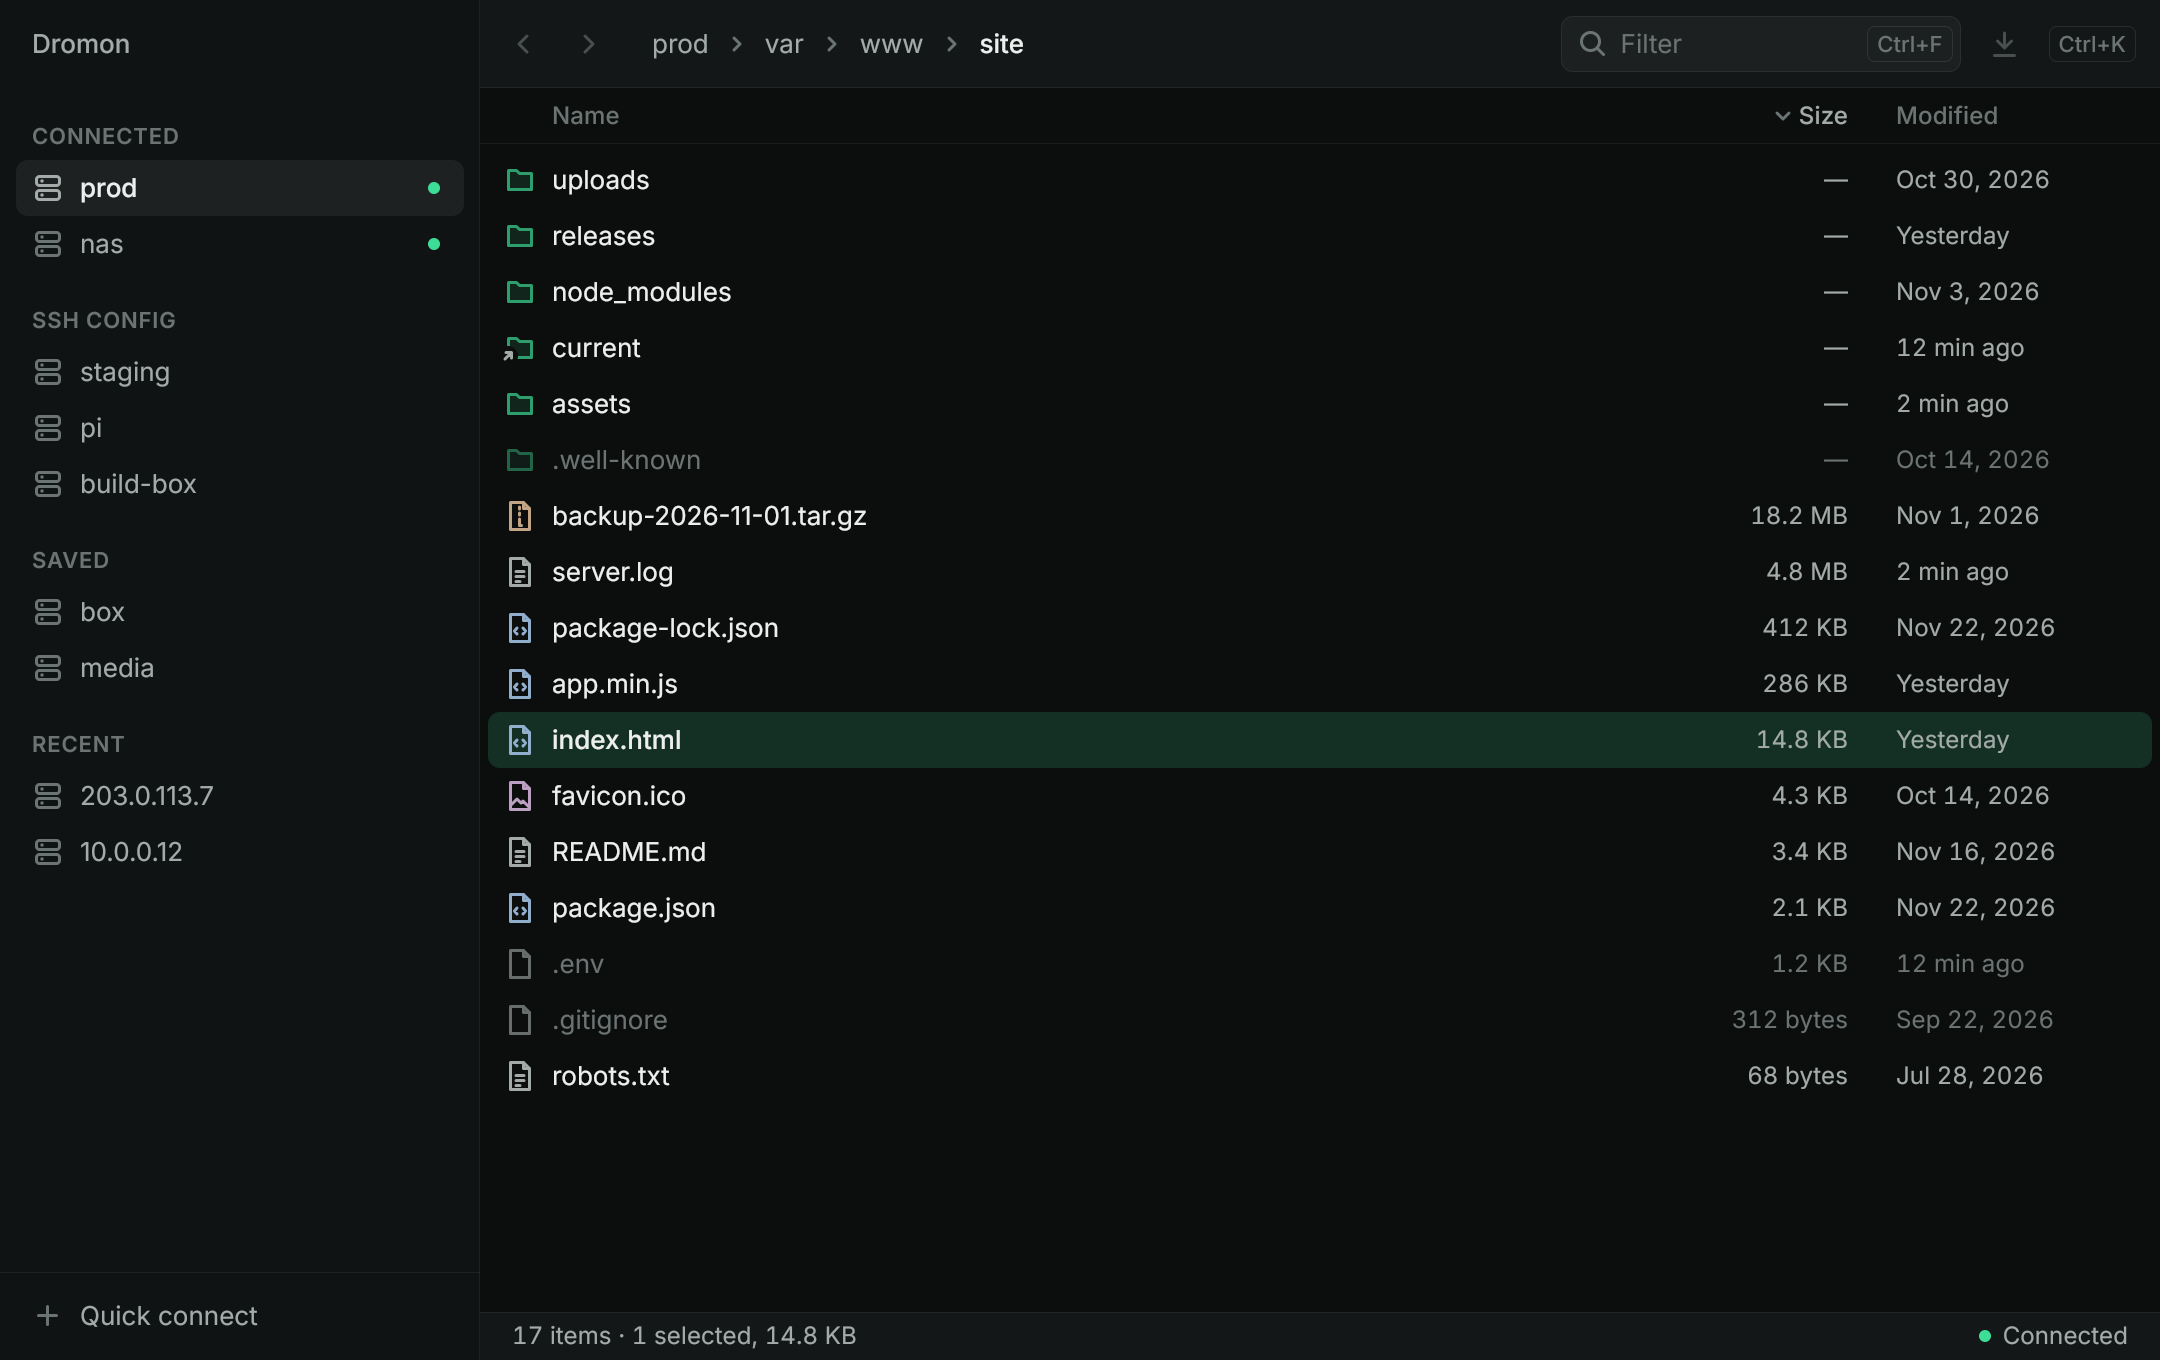 Dromon
CONNECTED
prod
nas
SSH CONFIG
staging
pi
build-box
SAVED
box
media
RECENT
203.0.113.7
10.0.0.12
Quick connect
prod var www site
Filter Ctrl+F Ctrl+K
Name Size Modified
uploads — Oct 30, 2026
releases — Yesterday
node_modules — Nov 3, 2026
current — 12 min ago
assets — 2 min ago
.well-known — Oct 14, 2026
backup-2026-11-01.tar.gz 18.2 MB Nov 1, 2026
server.log 4.8 MB 2 min ago
package-lock.json 412 KB Nov 22, 2026
app.min.js 286 KB Yesterday
index.html 14.8 KB Yesterday
favicon.ico 4.3 KB Oct 14, 2026
README.md 3.4 KB Nov 16, 2026
package.json 2.1 KB Nov 22, 2026
.env 1.2 KB 12 min ago
.gitignore 312 bytes Sep 22, 2026
robots.txt 68 bytes Jul 28, 2026
17 items · 1 selected, 14.8 KB Connected